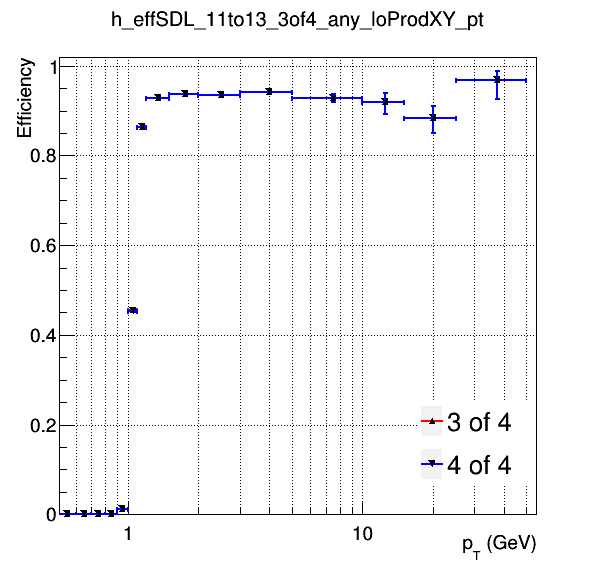 h_effSDL_11to13_3of4_any_loProdXY_pt
Efficiency
1
0.8
0.6
0.4
0.2
0
3 of 4
4 of 4
1
10
p_T (GeV)